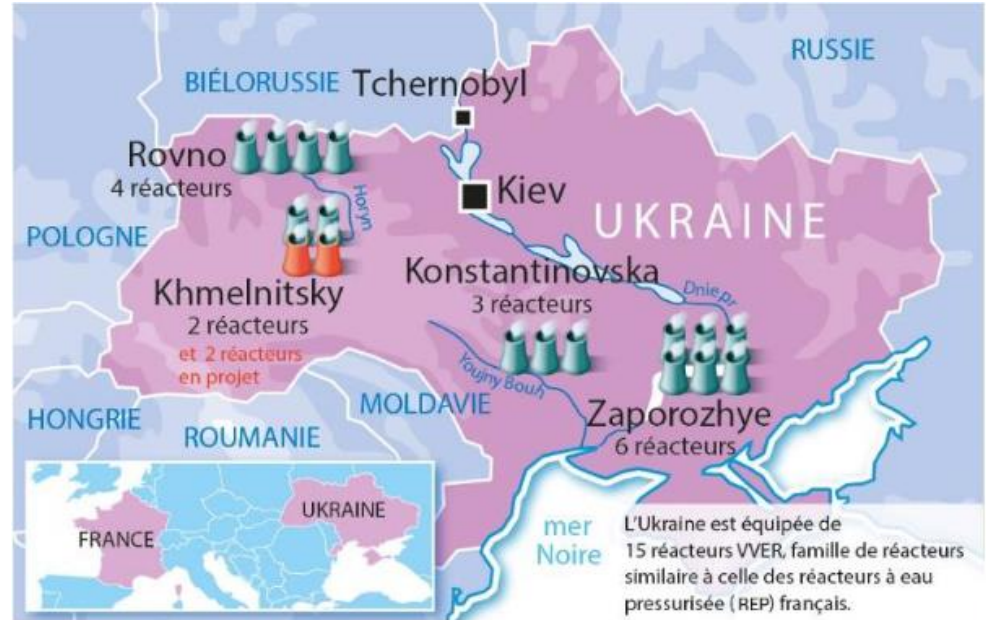 RUSSIE
BIÉLORUSSIE
Tchernobyl
Rovno
4 réacteurs
Horyn
Kiev
UKRAINE
POLOGNE
Khmelnitsky
2 réacteurs
et 2 réacteurs
en projet
Konstantinovska
3 réacteurs
Dniepr
Youjny Bouh
Zaporozhye
6 réacteurs
HONGRIE
MOLDAVIE
ROUMANIE
FRANCE
UKRAINE
mer
Noire
L'Ukraine est équipée de
15 réacteurs VVER, famille de réacteurs
similaire à celle des réacteurs à eau
pressurisée (REP) français.